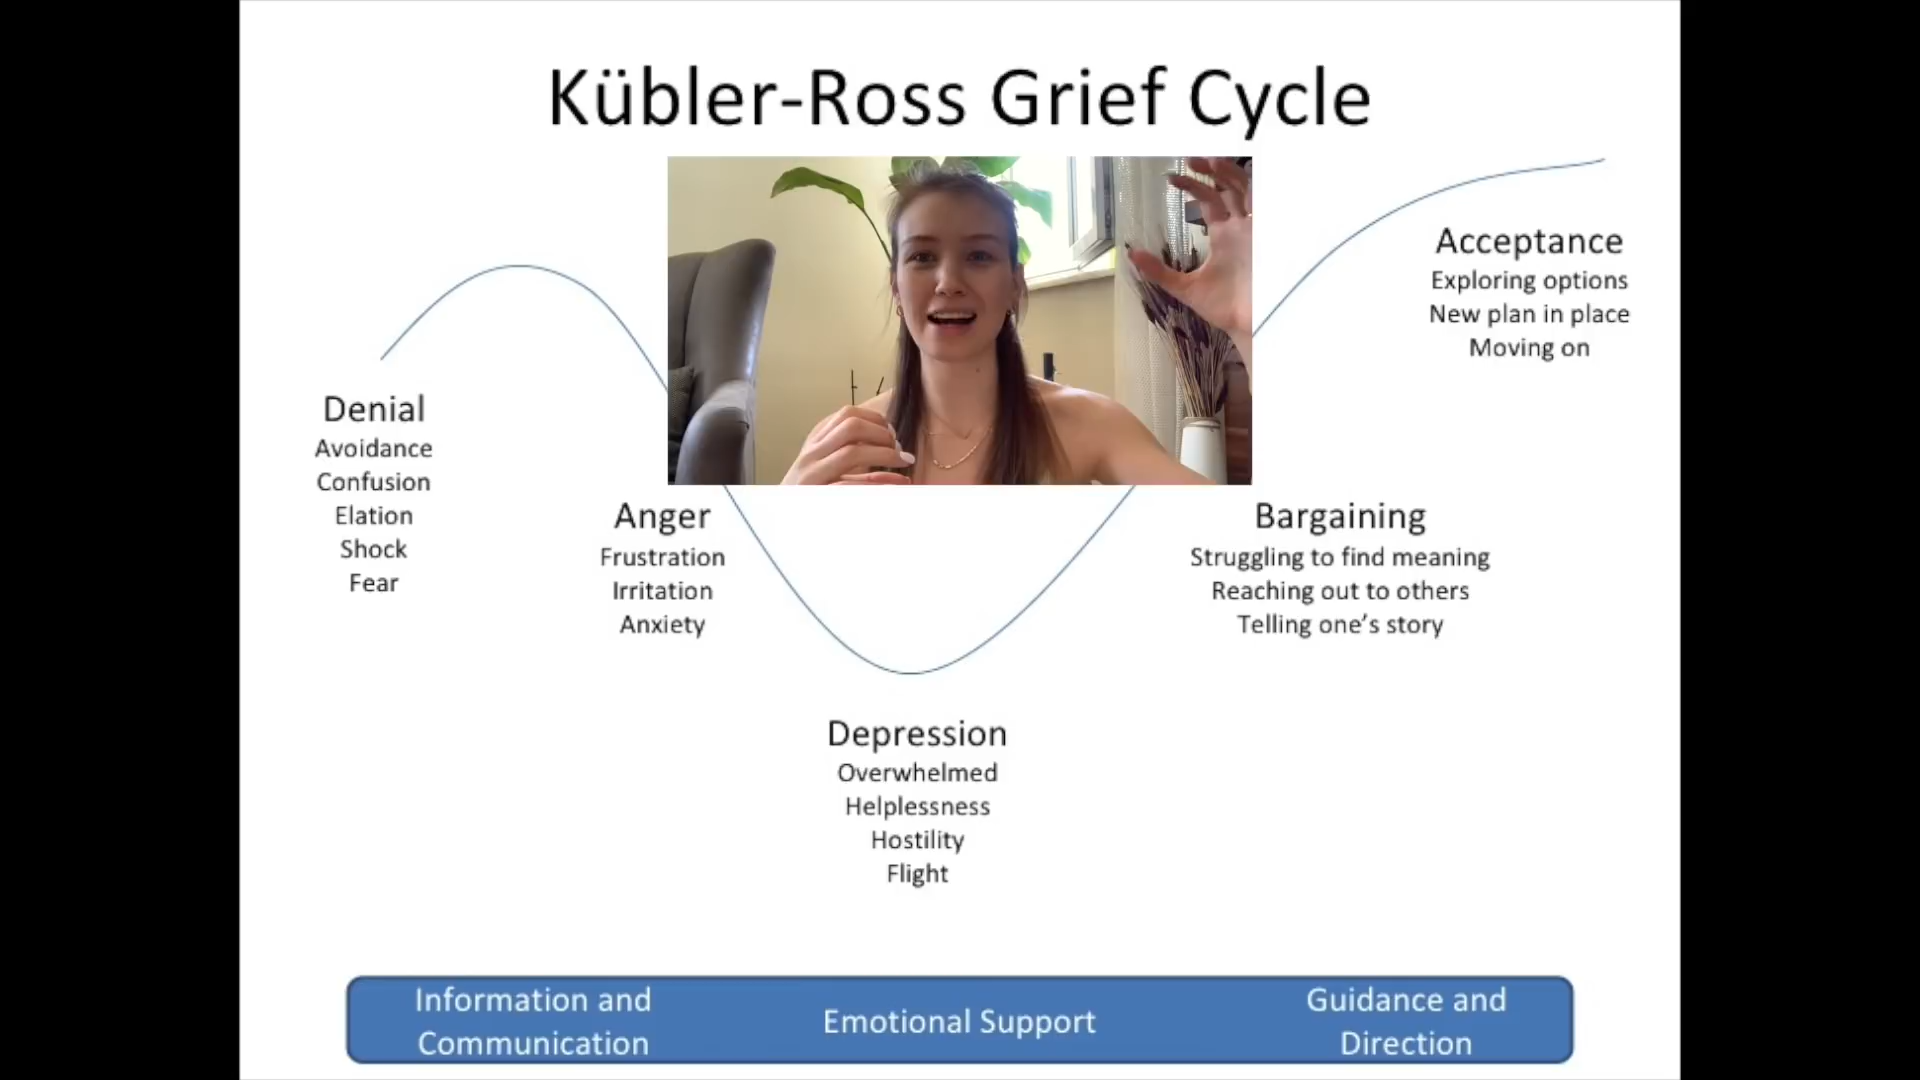 Kübler-Ross Grief Cycle
Denial
Avoidance
Confusion
Elation
Shock
Fear
Anger
Frustration
Irritation
Anxiety
Depression
Overwhelmed
Helplessness
Hostility
Flight
Bargaining
Struggling to find meaning
Reaching out to others
Telling one’s story
Acceptance
Exploring options
New plan in place
Moving on
Information and
Communication
Emotional Support
Guidance and
Direction